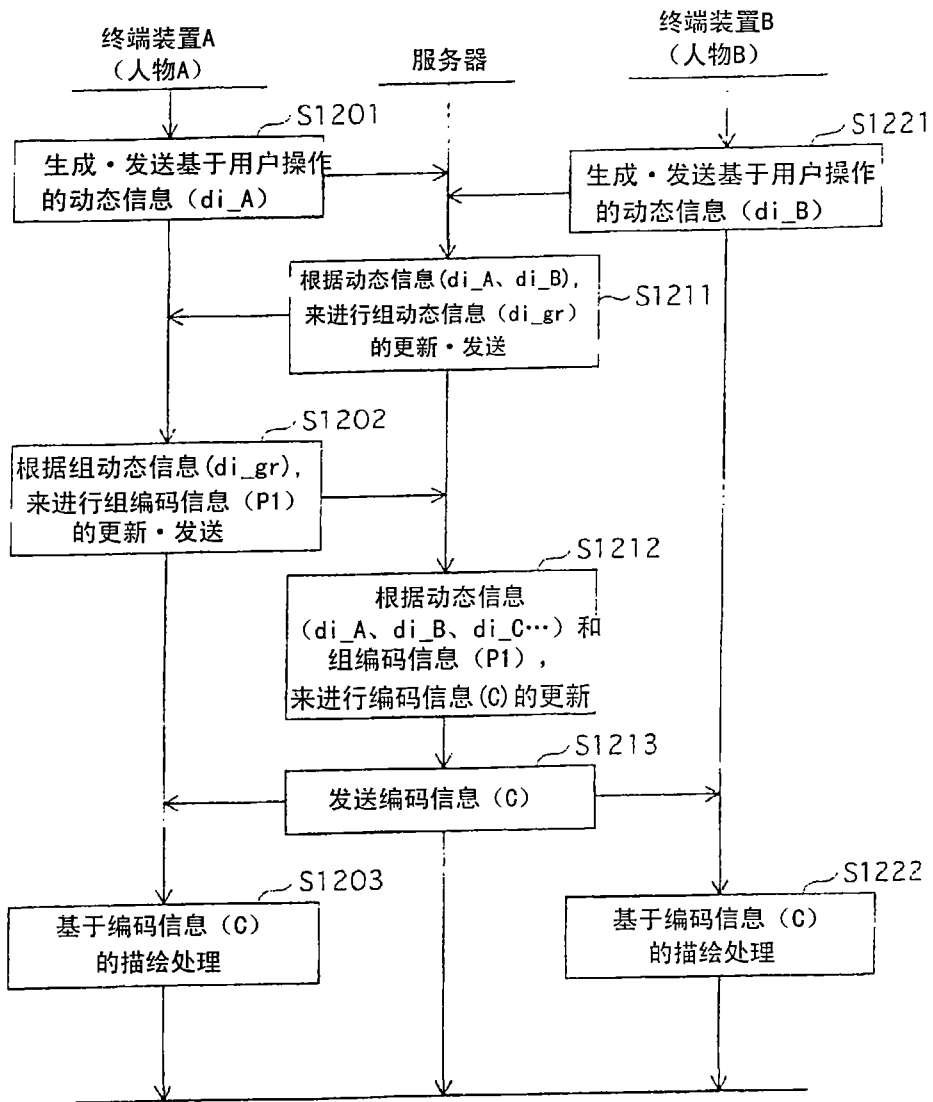 终端装置A
（人物A）
服务器
终端装置B
（人物B）
S1201
生成·发送基于用户操作
的动态信息（di_A）
S1221
生成·发送基于用户操作
的动态信息（di_B）
根据动态信息(di_A、di_B),
来进行组动态信息（di_gr）
的更新·发送
S1211
S1202
根据组动态信息(di_gr),
来进行组编码信息（P1）
的更新·发送
S1212
根据动态信息
（di_A、di_B、di_C…）和
组编码信息（P1），
来进行编码信息(C)的更新
S1213
发送编码信息（C）
S1203
基于编码信息（C）
的描绘处理
S1222
基于编码信息（C）
的描绘处理